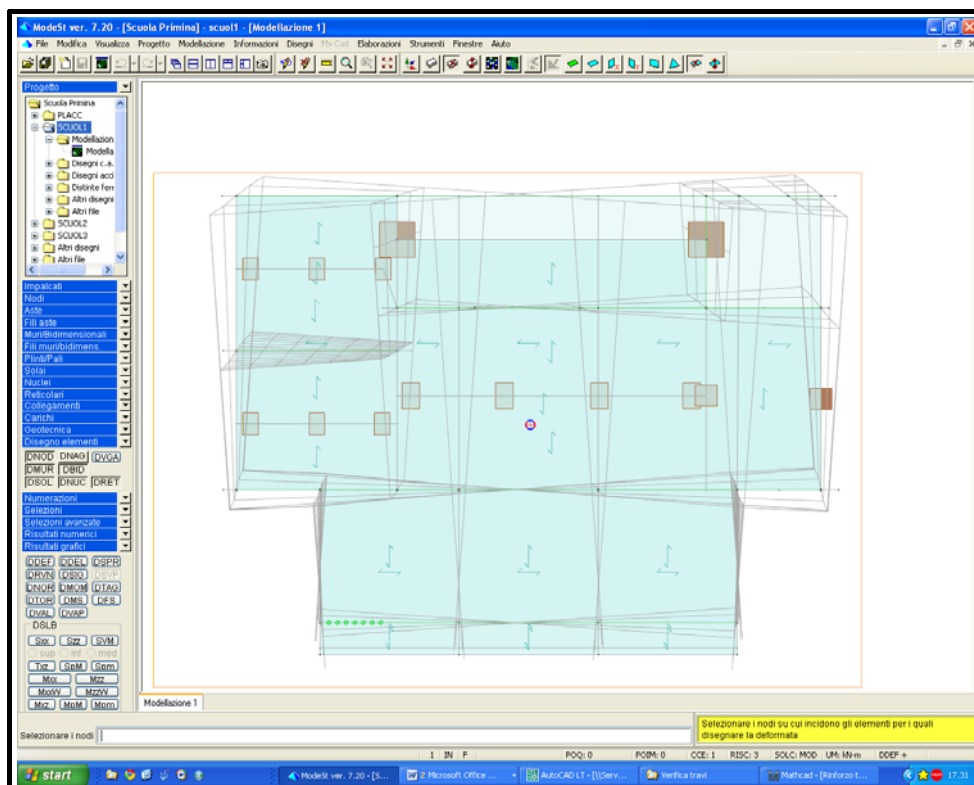 ModeSt ver. 7.20 - [Scuola Primina] - scuol1 - [Modellazione 1]
File Modifica Visualizza Progetto Modellazione Informazioni Disegni Ms-Cad Elaborazioni Strumenti Finestre Aiuto
Progetto
Scuola Primina
PLACC
SCUOL1
Modellazion
Modella
Disegni c.a.
Disegni acci
Distinte ferr
Altri disegni
Altri file
SCUOL2
SCUOL3
Altri disegni
Altri file
Impalcati
Nodi
Aste
Fili aste
Muri/Bidimensionali
Fili muri/bidimens.
Plinti/Pali
Solai
Nuclei
Reticolari
Collegamenti
Carichi
Geotecnica
Disegno elementi
DNOD DNAG DVGA
DMUR DBID
DSOL DNUC DRET
Numerazioni
Selezioni
Selezioni avanzate
Risultati numerici
Risultati grafici
DDEF DDEL DSPR
DRVN DSIG DSVP
DNOR DMOM DTAG
DTOR DMS DFS
DVAL DVAP
DSLB
Sxx Szz SVM
sup inf med
Txz SpM Spm
Mxx Mzz
MxxW MzzW
Mxz MpM Mpm
Modellazione 1
Selezionare i nodi
Selezionare i nodi su cui incidono gli elementi per i quali
disegnare la deformata
1 IN F POQ: 0 POIM: 0 CCE: 1 RISC: 3 SOLC: MOD UM: kN-m DDEF +
start ModeSt ver. 7.20 - [S... 2 Microsoft Office ... AutoCAD LT - [\\Serv... Verifica travi Mathcad - [Rinforzo t... 17.31